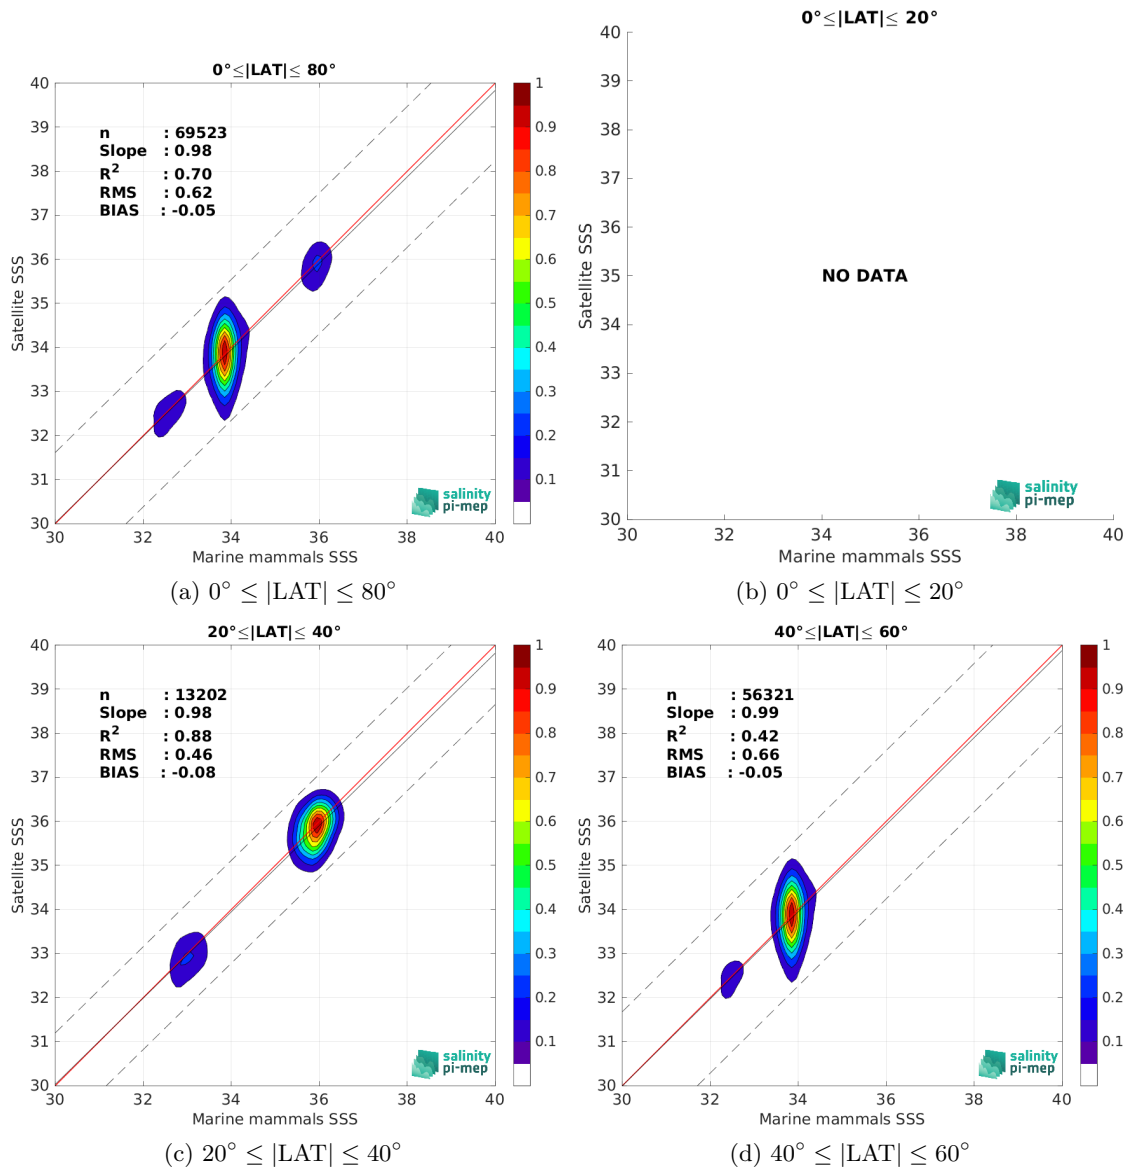 0°≤|LAT|≤ 80°
40
39
38
37
36
35
34
33
32
31
30
Satellite SSS
n : 69523
Slope : 0.98
R² : 0.70
RMS : 0.62
BIAS : -0.05
salinity
pi-mep
30 32 34 36 38 40
Marine mammals SSS
1
0.9
0.8
0.7
0.6
0.5
0.4
0.3
0.2
0.1
(a) 0° ≤ |LAT| ≤ 80°
0°≤|LAT|≤ 20°
40
39
38
37
36
35
34
33
32
31
30
Satellite SSS
NO DATA
salinity
pi-mep
30 32 34 36 38 40
Marine mammals SSS
(b) 0° ≤ |LAT| ≤ 20°
20°≤|LAT|≤ 40°
40
39
38
37
36
35
34
33
32
31
30
Satellite SSS
n : 13202
Slope : 0.98
R² : 0.88
RMS : 0.46
BIAS : -0.08
salinity
pi-mep
30 32 34 36 38 40
Marine mammals SSS
1
0.9
0.8
0.7
0.6
0.5
0.4
0.3
0.2
0.1
(c) 20° ≤ |LAT| ≤ 40°
40°≤|LAT|≤ 60°
40
39
38
37
36
35
34
33
32
31
30
Satellite SSS
n : 56321
Slope : 0.99
R² : 0.42
RMS : 0.66
BIAS : -0.05
salinity
pi-mep
30 32 34 36 38 40
Marine mammals SSS
1
0.9
0.8
0.7
0.6
0.5
0.4
0.3
0.2
0.1
(d) 40° ≤ |LAT| ≤ 60°